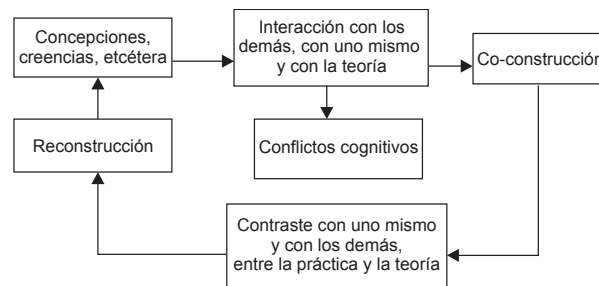 Concepciones,
creencias, etcétera
Interacción con los
demás, con uno mismo
y con la teoría
Co-construcción
Reconstrucción
Conflictos cognitivos
Contraste con uno mismo
y con los demás,
entre la práctica y la teoría